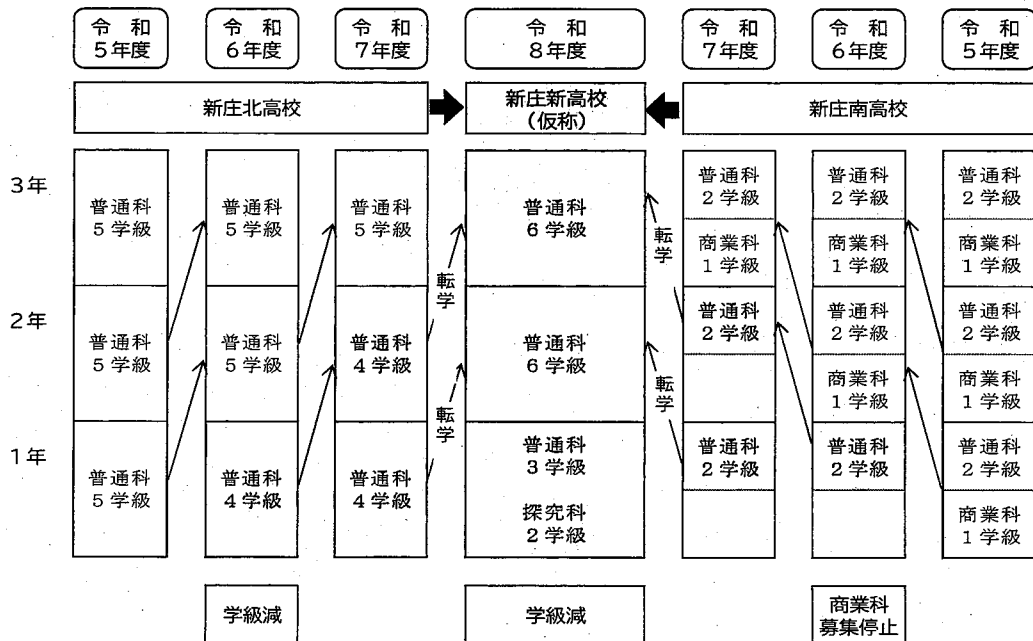 令和
5年度
令和
6年度
令和
7年度
令和
8年度
令和
7年度
令和
6年度
令和
5年度
新庄北高校
新庄新高校
(仮称)
新庄南高校
3年
普通科
5学級
普通科
5学級
普通科
5学級
普通科
6学級
普通科
2学級
商業科
1学級
普通科
2学級
商業科
1学級
転学
転学
普通科
2学級
商業科
1学級
2年
普通科
5学級
普通科
5学級
普通科
4学級
普通科
6学級
普通科
2学級
普通科
2学級
商業科
1学級
転学
転学
普通科
2学級
商業科
1学級
1年
普通科
5学級
普通科
4学級
普通科
4学級
普通科
3学級
探究科
2学級
普通科
2学級
普通科
2学級
普通科
2学級
商業科
1学級
学級減
学級減
商業科
募集停止